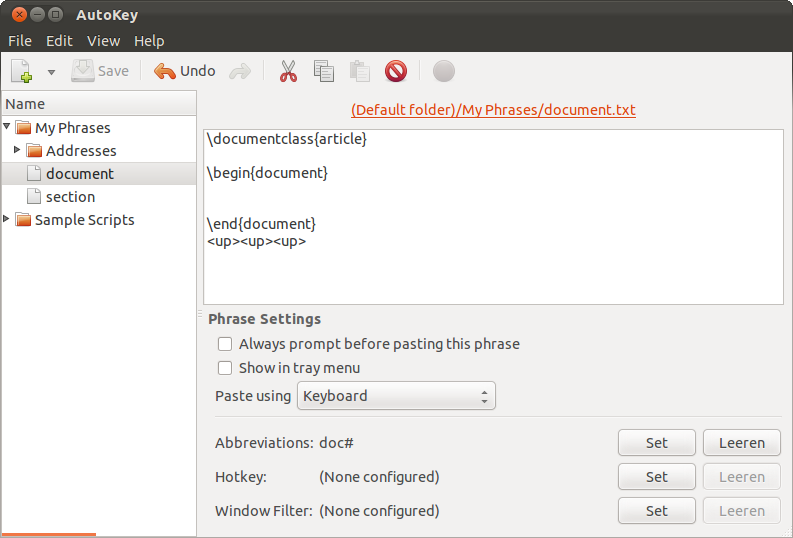 AutoKey
File Edit View Help
Save Undo
Name
My Phrases
Addresses
document
section
Sample Scripts
(Default folder)/My Phrases/document.txt
\documentclass{article}
\begin{document}
\end{document}
<up><up><up>
Phrase Settings
Always prompt before pasting this phrase
Show in tray menu
Paste using Keyboard
Abbreviations: doc# Set Leeren
Hotkey: (None configured) Set Leeren
Window Filter: (None configured) Set Leeren